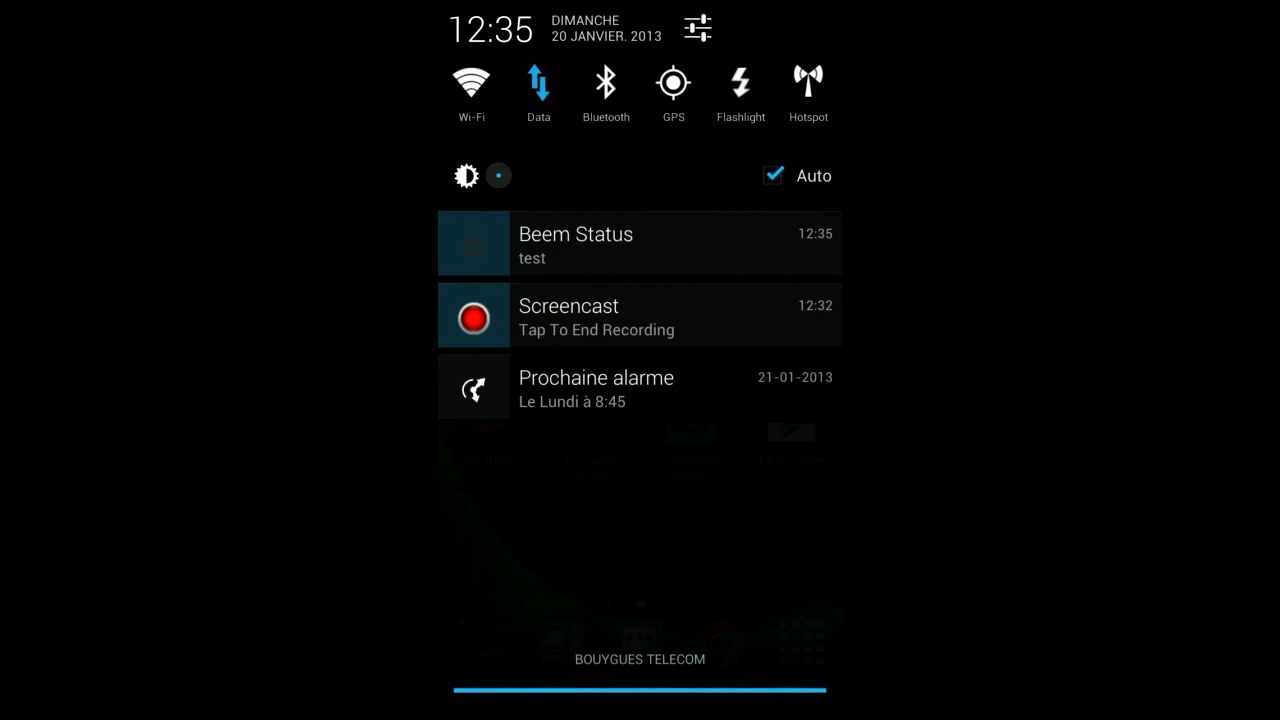 12:35
DIMANCHE
20 JANVIER. 2013
Wi-Fi
Data
Bluetooth
GPS
Flashlight
Hotspot
Auto
Beem Status
12:35
test
Screencast
12:32
Tap To End Recording
Prochaine alarme
21-01-2013
Le Lundi à 8:45
BOUYGUES TELECOM